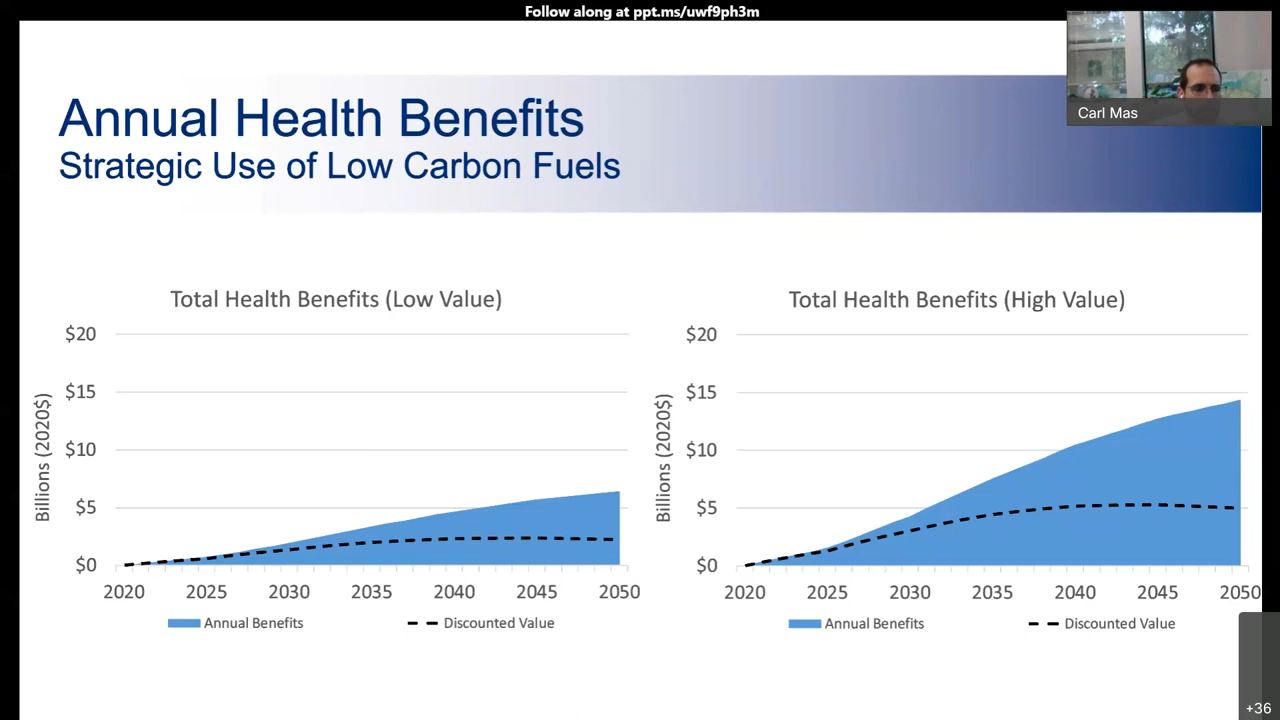 Follow along at ppt.ms/uwf9ph3m
Carl Mas
Annual Health Benefits
Strategic Use of Low Carbon Fuels
Total Health Benefits (Low Value)
$20
$15
$10
$5
$0
Billions (2020$)
2020 2025 2030 2035 2040 2045 2050
Annual Benefits Discounted Value
Total Health Benefits (High Value)
$20
$15
$10
$5
$0
Billions (2020$)
2020 2025 2030 2035 2040 2045 2050
Annual Benefits Discounted Value
+36